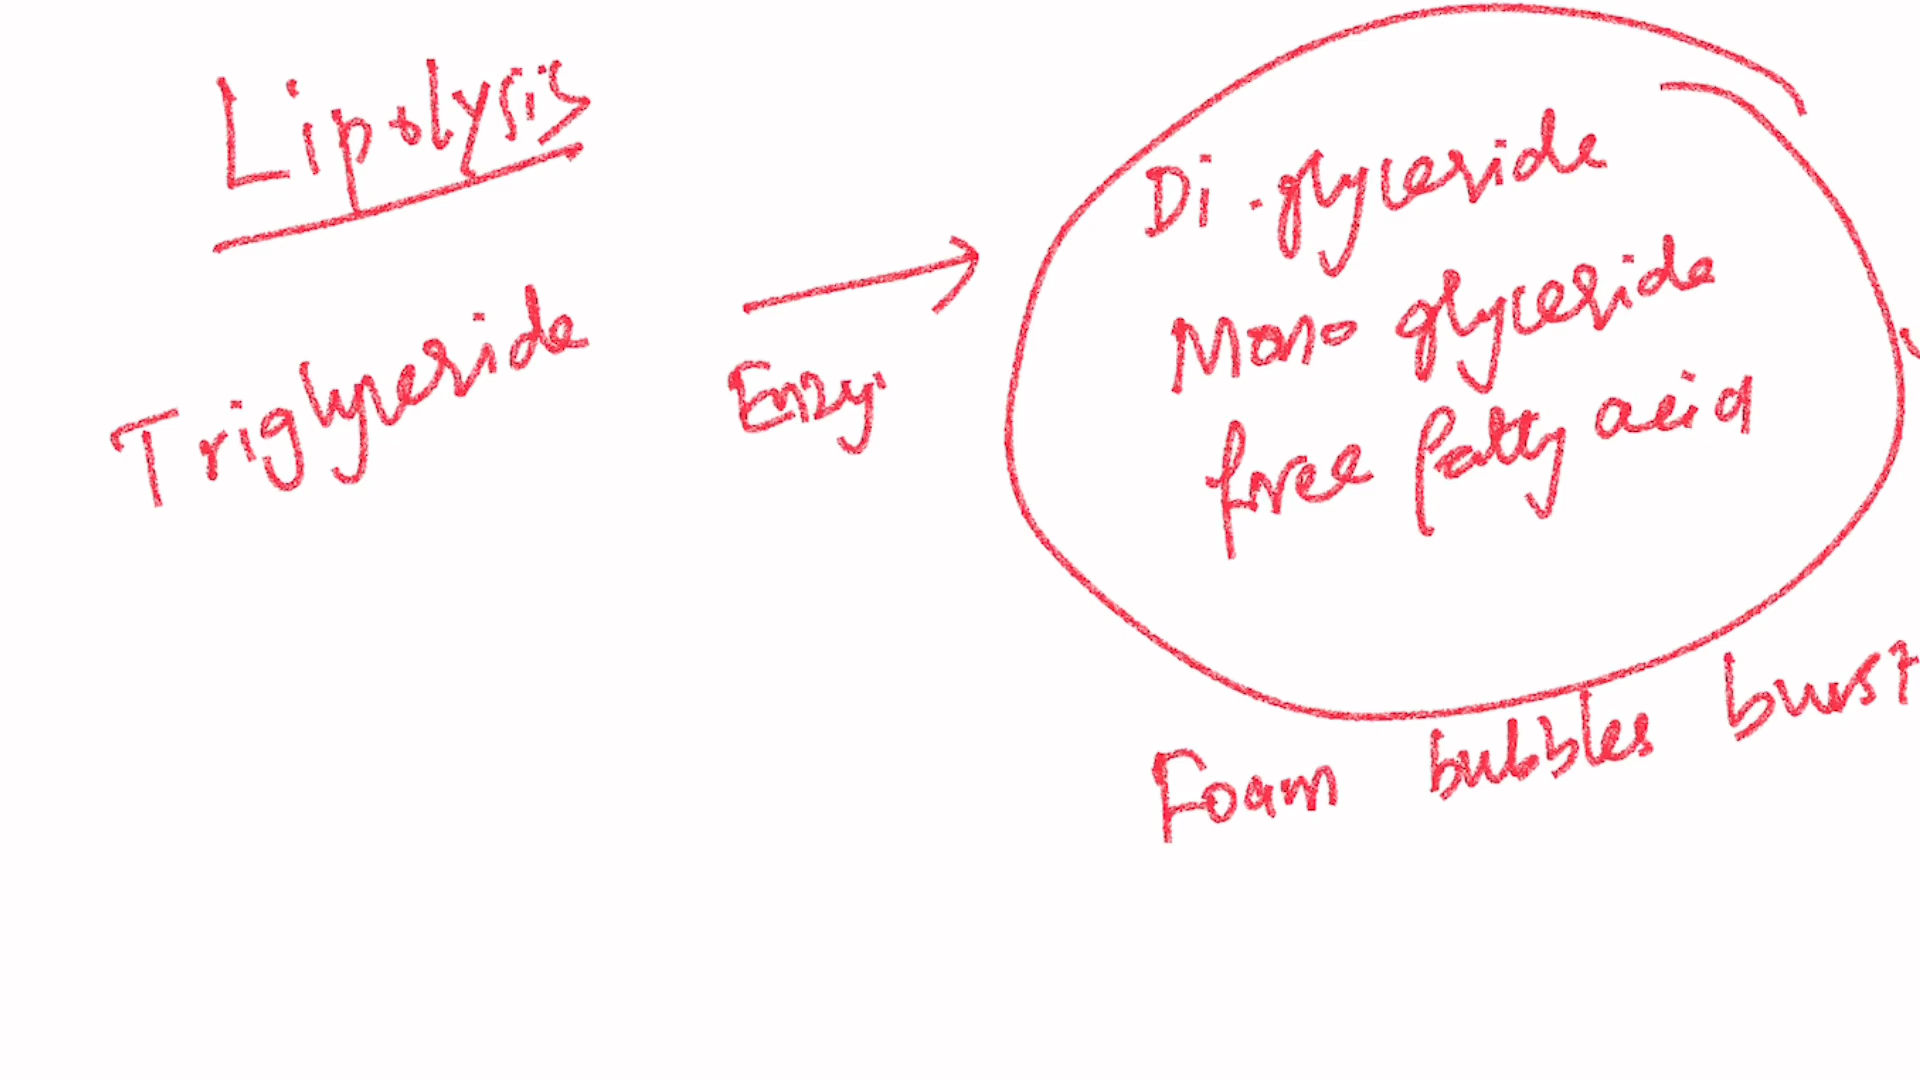 Lipolysis
Triglyceride
Enzy.
Di-glyceride
Mono glyceride
free fatty acid
Foam bubbles burst